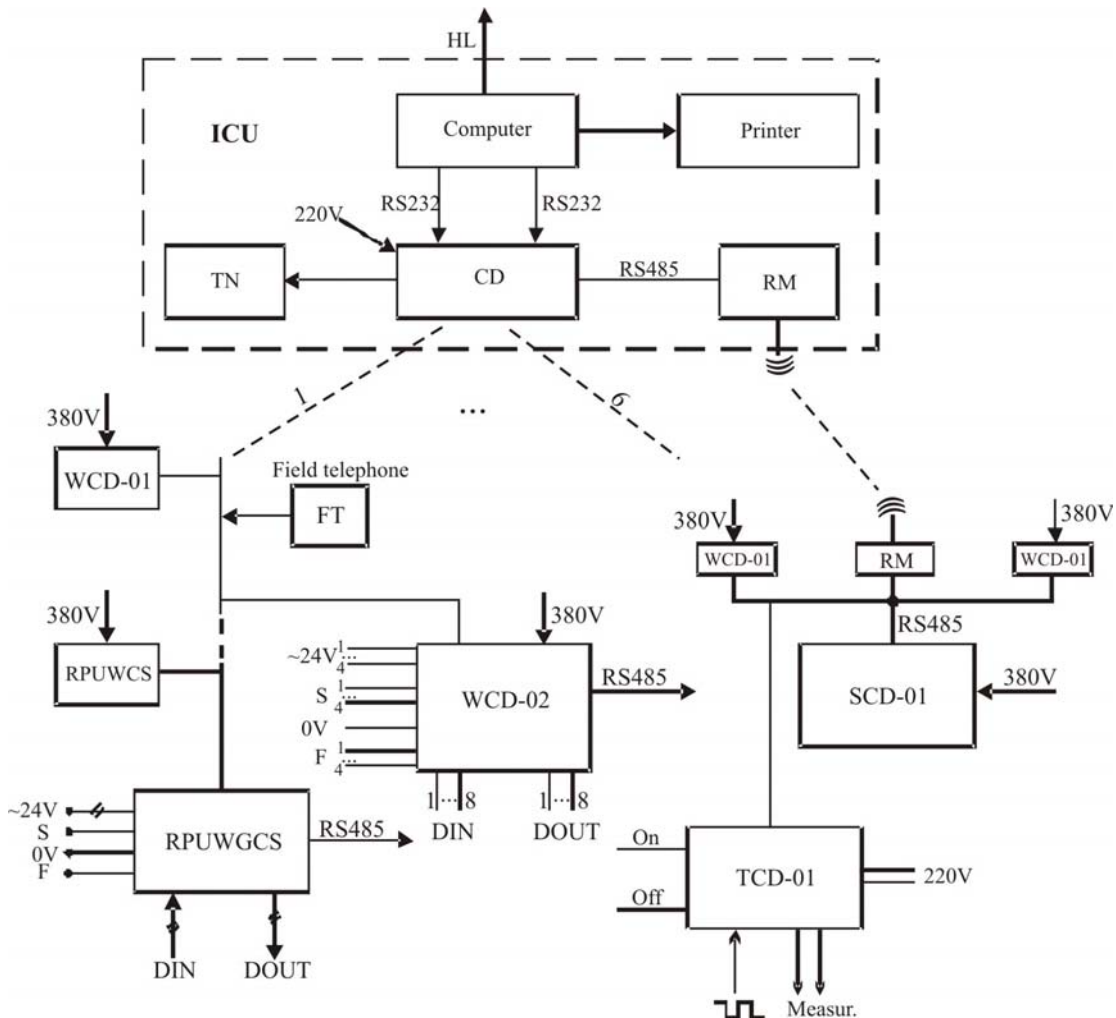 HL
ICU
Computer
Printer
RS232
RS232
220V
TN
CD
RS485
RM
1
...
6
380V
WCD-01
Field telephone
FT
380V
WCD-01
RM
380V
WCD-01
RS485
380V
RPUWCS
~24V 1 ... 4
S 1 ... 4
0V
F 1 ... 4
380V
WCD-02
RS485
1 ... 8
DIN
1 ... 8
DOUT
SCD-01
380V
~24V
S
0V
F
RPUWGCS
RS485
DIN
DOUT
On
Off
TCD-01
220V
Measur.